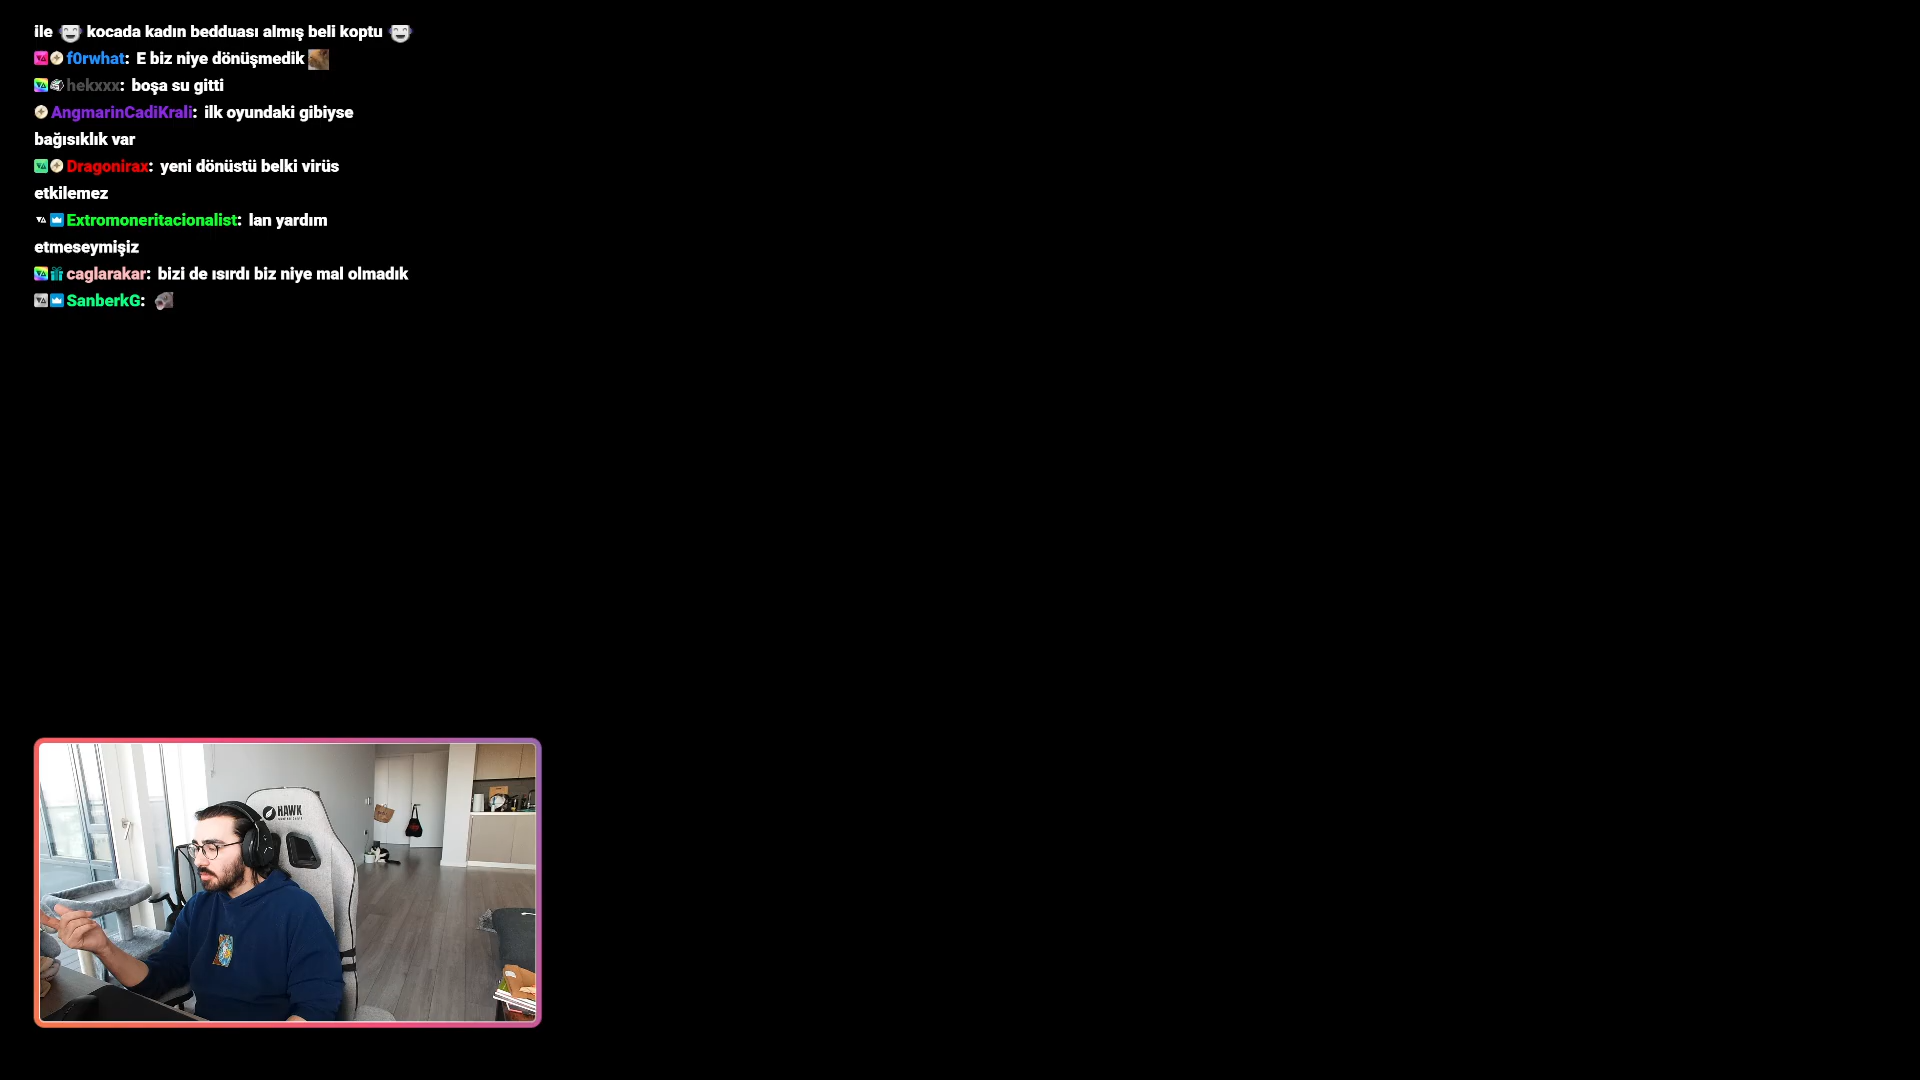 ile kocada kadın bedduası almış beli koptu
f0rwhat: E biz niye dönüşmedik
hekxxx: boşa su gitti
AngmarinCadiKrali: ilk oyundaki gibiyse
bağısıklık var
Dragonirax: yeni dönüstü belki virüs
etkilemez
Extromoneritacionalist: lan yardım
etmeseymişiz
caglarakar: bizi de ısırdı biz niye mal olmadık
SanberkG:
HAWK